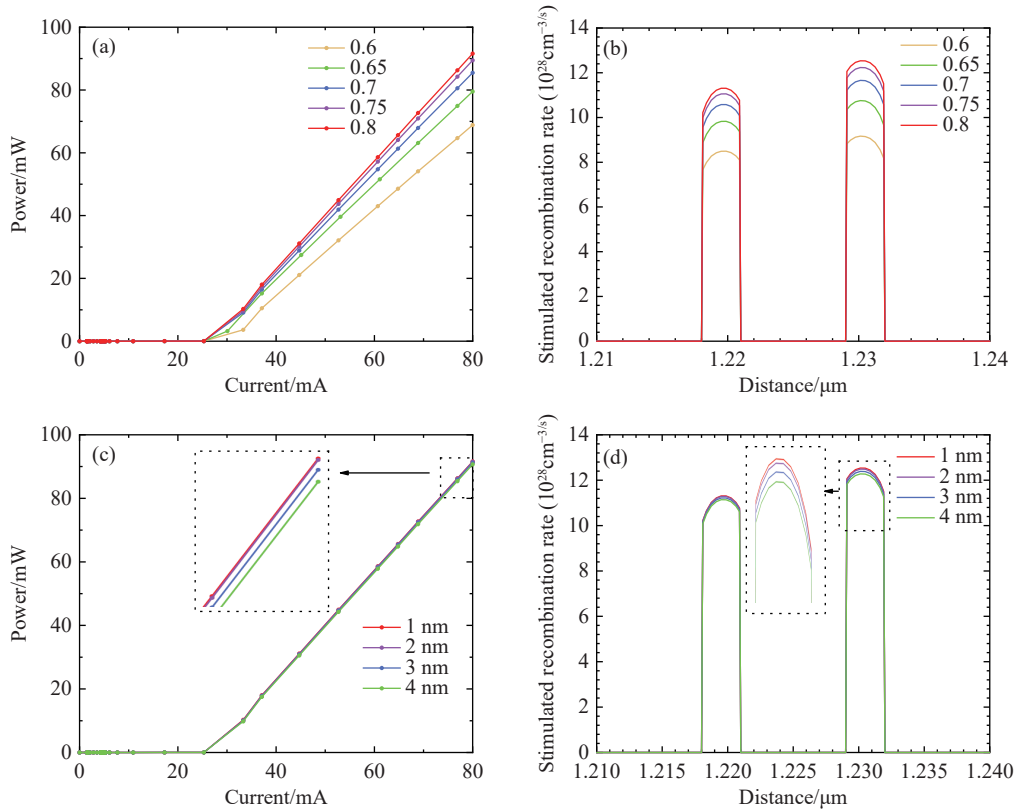 (a)
0.6
0.65
0.7
0.75
0.8
100
80
60
40
20
0
Power/mW
0 20 40 60 80
Current/mA
(b)
0.6
0.65
0.7
0.75
0.8
14
12
10
8
6
4
2
0
Stimulated recombination rate (10²⁸cm⁻³/ˢ)
1.21 1.22 1.23 1.24
Distance/μm
(c)
1 nm
2 nm
3 nm
4 nm
100
80
60
40
20
0
Power/mW
0 20 40 60 80
Current/mA
(d)
1 nm
2 nm
3 nm
4 nm
14
12
10
8
6
4
2
0
Stimulated recombination rate (10²⁸cm⁻³/ˢ)
1.210 1.215 1.220 1.225 1.230 1.235 1.240
Distance/μm